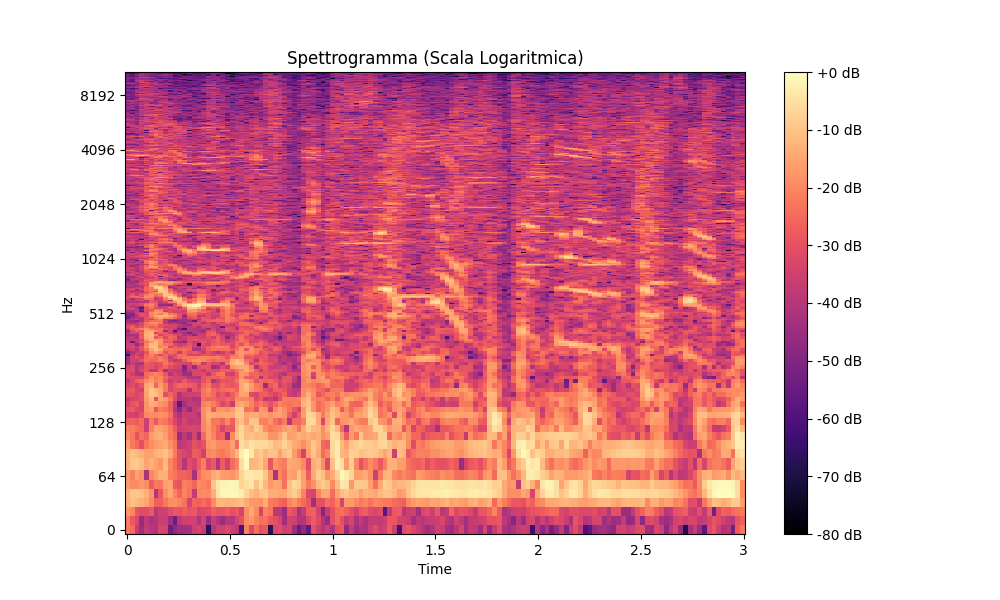 Spettrogramma (Scala Logaritmica)
Hz
8192
4096
2048
1024
512
256
128
64
0
0
0.5
1
1.5
2
2.5
3
Time
+0 dB
-10 dB
-20 dB
-30 dB
-40 dB
-50 dB
-60 dB
-70 dB
-80 dB